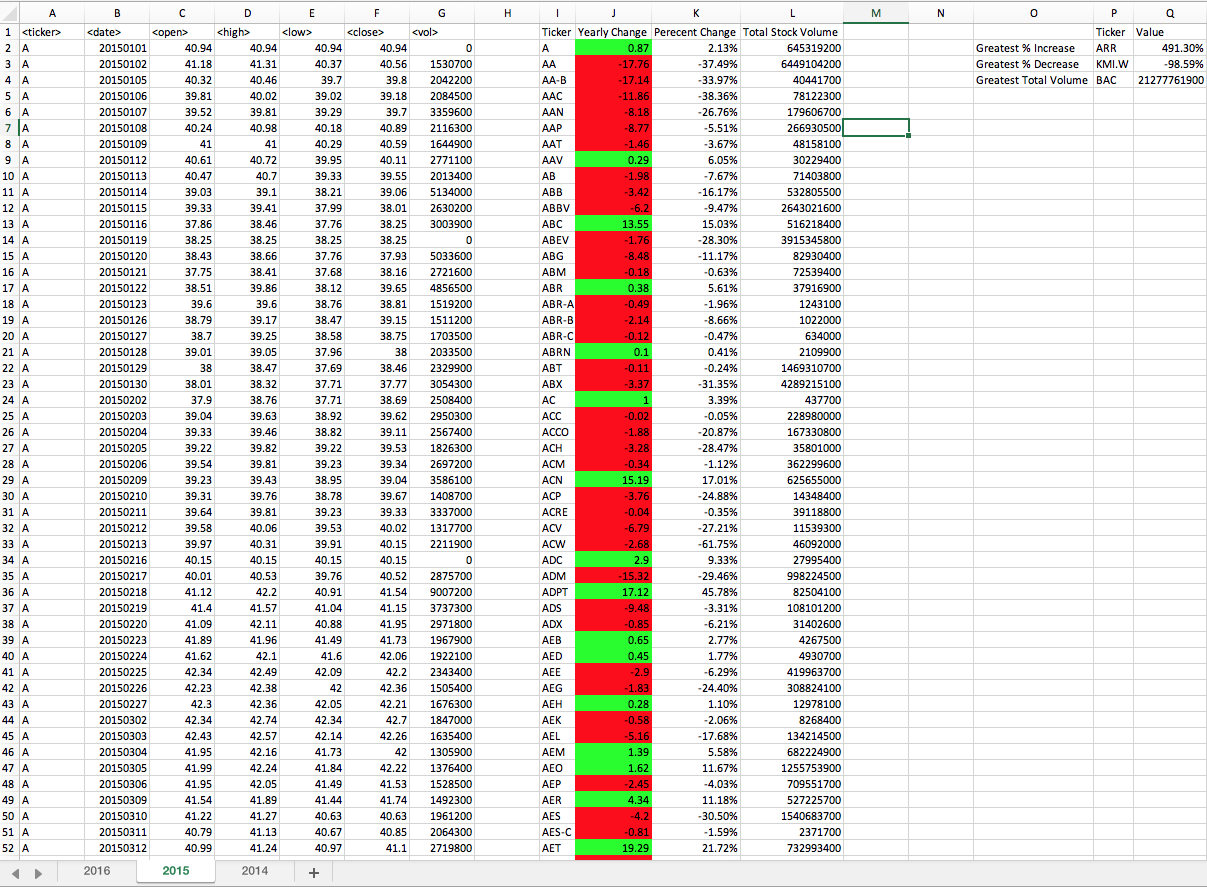 A B C D E F G H I J K L M N O P Q
1 <ticker> <date> <open> <high> <low> <close> <vol> Ticker Yearly Change Perecent Change Total Stock Volume Ticker Value
2 A 20150101 40.94 40.94 40.94 40.94 0 A 0.87 2.13% 645319200 Greatest % Increase ARR 491.30%
3 A 20150102 41.18 41.31 40.37 40.56 1530700 AA -17.76 -37.49% 6449104200 Greatest % Decrease KMI.W -98.59%
4 A 20150105 40.32 40.46 39.7 39.8 2042200 AA-B -17.14 -33.97% 40441700 Greatest Total Volume BAC 21277761900
5 A 20150106 39.81 40.02 39.02 39.18 2084500 AAC -11.86 -38.36% 78122300
6 A 20150107 39.52 39.81 39.29 39.7 3359600 AAN -8.18 -26.76% 179606700
7 A 20150108 40.24 40.98 40.18 40.89 2116300 AAP -8.77 -5.51% 266930500
8 A 20150109 41 41 40.29 40.59 1644900 AAT -1.46 -3.67% 48158100
9 A 20150112 40.61 40.72 39.95 40.11 2771100 AAV 0.29 6.05% 30229400
10 A 20150113 40.47 40.7 39.33 39.55 2013400 AB -1.98 -7.67% 71403800
11 A 20150114 39.03 39.1 38.21 39.06 5134000 ABB -3.42 -16.17% 532805500
12 A 20150115 39.33 39.41 37.99 38.01 2630200 ABBV -6.2 -9.47% 2643021600
13 A 20150116 37.86 38.46 37.76 38.25 3003900 ABC 13.55 15.03% 516218400
14 A 20150119 38.25 38.25 38.25 38.25 0 ABEV -1.76 -28.30% 3915345800
15 A 20150120 38.43 38.66 37.76 37.93 5033600 ABG -8.48 -11.17% 82930400
16 A 20150121 37.75 38.41 37.68 38.16 2721600 ABM -0.18 -0.63% 72539400
17 A 20150122 38.51 39.86 38.12 39.65 4856500 ABR 0.38 5.61% 37916900
18 A 20150123 39.6 39.6 38.76 38.81 1519200 ABR-A -0.49 -1.96% 1243100
19 A 20150126 38.79 39.17 38.47 39.15 1511200 ABR-B -2.14 -8.66% 1022000
20 A 20150127 38.7 39.25 38.58 38.75 1703500 ABR-C -0.12 -0.47% 634000
21 A 20150128 39.01 39.05 37.96 38 2033500 ABRN 0.1 0.41% 2109900
22 A 20150129 38 38.47 37.69 38.46 2329900 ABT -0.11 -0.24% 1469310700
23 A 20150130 38.01 38.32 37.71 37.77 3054300 ABX -3.37 -31.35% 4289215100
24 A 20150202 37.9 38.76 37.71 38.69 2508400 AC 1 3.39% 437700
25 A 20150203 39.04 39.63 38.92 39.62 2950300 ACC -0.02 -0.05% 228980000
26 A 20150204 39.33 39.46 38.82 39.11 2567400 ACCO -1.88 -20.87% 167330800
27 A 20150205 39.22 39.82 39.22 39.53 1826300 ACH -3.28 -28.47% 35801000
28 A 20150206 39.54 39.81 39.23 39.34 2697200 ACM -0.34 -1.12% 362299600
29 A 20150209 39.23 39.43 38.95 39.04 3586100 ACN 15.19 17.01% 625655000
30 A 20150210 39.31 39.76 38.78 39.67 1408700 ACP -3.76 -24.88% 14348400
31 A 20150211 39.64 39.81 39.23 39.33 3337000 ACRE -0.04 -0.35% 39118800
32 A 20150212 39.58 40.06 39.53 40.02 1317700 ACV -6.79 -27.21% 11539300
33 A 20150213 39.97 40.31 39.91 40.15 2211900 ACW -2.68 -61.75% 46092000
34 A 20150216 40.15 40.15 40.15 40.15 0 ADC 2.9 9.33% 27995400
35 A 20150217 40.01 40.53 39.76 40.52 2875700 ADM -15.32 -29.46% 998224500
36 A 20150218 41.12 42.2 40.91 41.54 9007200 ADPT 17.12 45.78% 82504100
37 A 20150219 41.4 41.57 41.04 41.15 3737300 ADS -9.48 -3.31% 108101200
38 A 20150220 41.09 42.11 40.88 41.95 2971800 ADX -0.85 -6.21% 31402600
39 A 20150223 41.89 41.96 41.49 41.73 1967900 AEB 0.65 2.77% 4267500
40 A 20150224 41.62 42.1 41.6 42.06 1922100 AED 0.45 1.77% 4930700
41 A 20150225 42.34 42.49 42.09 42.2 2343400 AEE -2.9 -6.29% 419963700
42 A 20150226 42.23 42.38 42 42.36 1505400 AEG -1.83 -24.40% 308824100
43 A 20150227 42.3 42.36 42.05 42.21 1676300 AEH 0.28 1.10% 12978100
44 A 20150302 42.34 42.74 42.34 42.7 1847000 AEK -0.58 -2.06% 8268400
45 A 20150303 42.43 42.57 42.14 42.26 1635400 AEL -5.16 -17.68% 134214500
46 A 20150304 41.95 42.16 41.73 42 1305900 AEM 1.39 5.58% 682224900
47 A 20150305 41.99 42.24 41.84 42.22 1376400 AEO 1.62 11.67% 1255753900
48 A 20150306 41.95 42.05 41.49 41.53 1528500 AEP -2.45 -4.03% 709551700
49 A 20150309 41.54 41.89 41.44 41.74 1492300 AER 4.34 11.18% 527225700
50 A 20150310 41.22 41.27 40.63 40.63 1961200 AES -4.2 -30.50% 1540683700
51 A 20150311 40.79 41.13 40.67 40.85 2064300 AES-C -0.81 -1.59% 2371700
52 A 20150312 40.99 41.24 40.97 41.1 2719800 AET 19.29 21.72% 732993400
2016 2015 2014 +